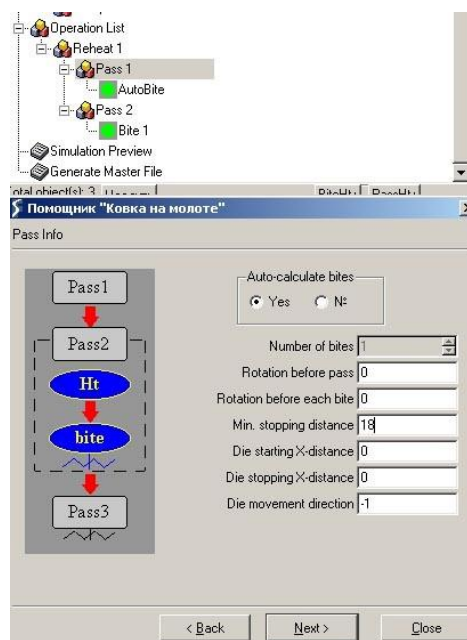 Operation List
Reheat 1
Pass 1
AutoBite
Pass 2
Bite 1
Simulation Preview
Generate Master File
Помощник "Ковка на молоте"
Pass Info
Pass1
Pass2
Ht
bite
Pass3
Auto-calculate bites
Yes № 
Number of bites 1
Rotation before pass 0
Rotation before each bite 0
Min. stopping distance 18
Die starting X-distance 0
Die stopping X-distance 0
Die movement direction -1
< Back Next > Close